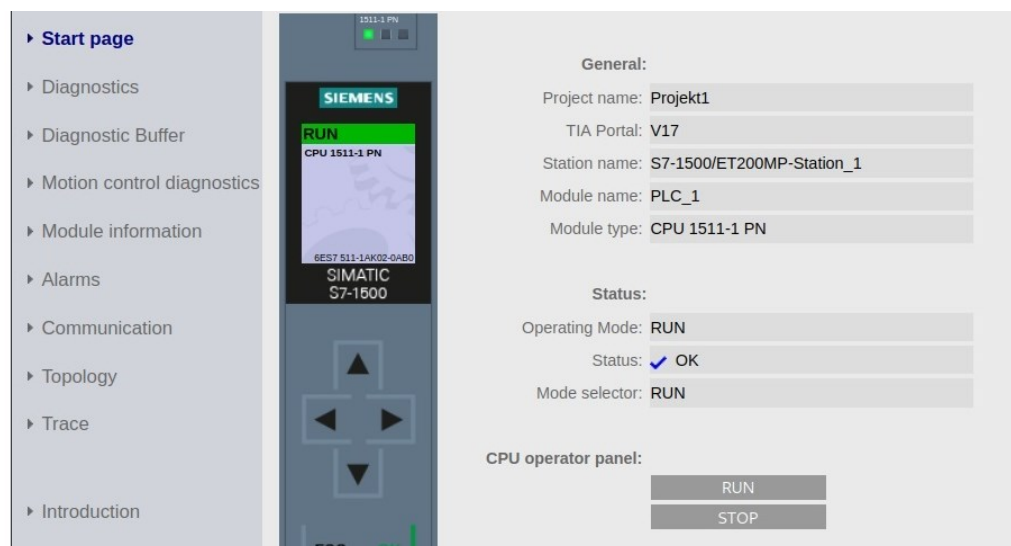 Start page
Diagnostics
Diagnostic Buffer
Motion control diagnostics
Module information
Alarms
Communication
Topology
Trace
Introduction
1511-1 PN
SIEMENS
RUN
CPU 1511-1 PN
6ES7 511-1AK02-0AB0
SIMATIC
S7-1500
General:
Project name: Projekt1
TIA Portal: V17
Station name: S7-1500/ET200MP-Station_1
Module name: PLC_1
Module type: CPU 1511-1 PN
Status:
Operating Mode: RUN
Status: OK
Mode selector: RUN
CPU operator panel:
RUN
STOP